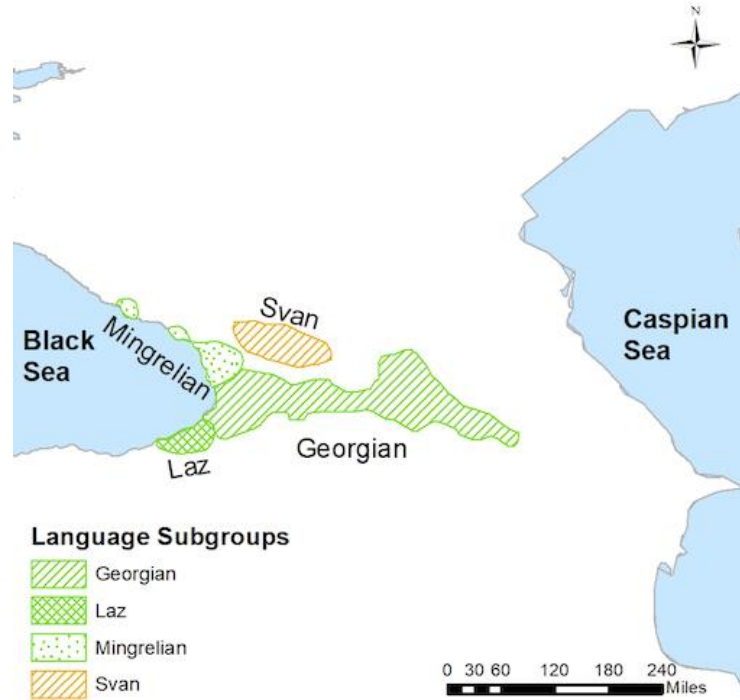 N
Svan
Mingrelian
Black
Sea
Caspian
Sea
Georgian
Laz
Language Subgroups
Georgian
Laz
Mingrelian
Svan
0 30 60 120 180 240
Miles